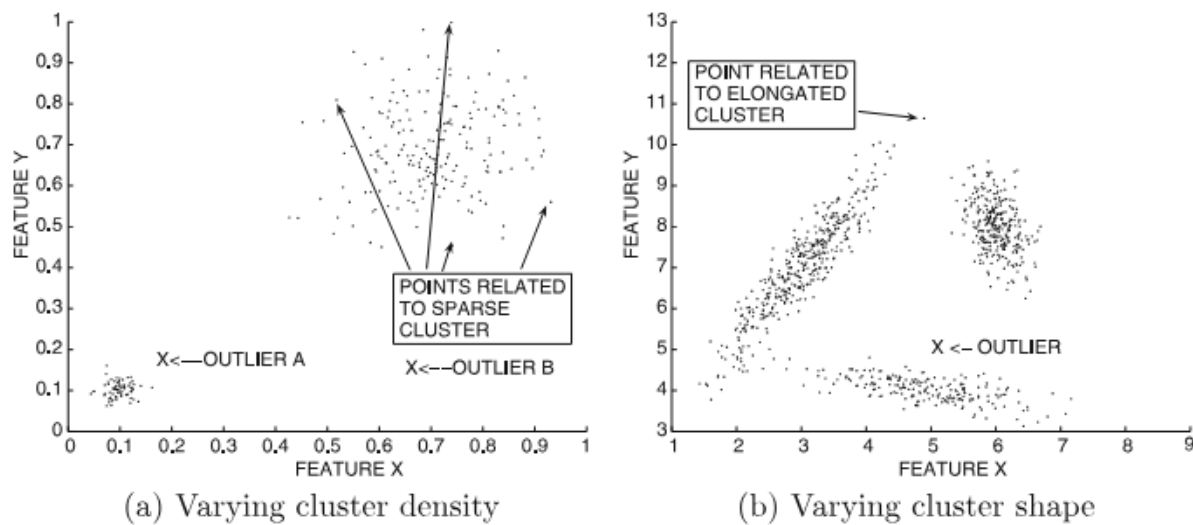 1
0.9
0.8
0.7
0.6
0.5
0.4
0.3
0.2
0.1
0
FEATURE Y
POINTS RELATED
TO SPARSE
CLUSTER
X<−−OUTLIER A
X<−−OUTLIER B
0 0.1 0.2 0.3 0.4 0.5 0.6 0.7 0.8 0.9 1
FEATURE X
(a) Varying cluster density
13
12
11
10
9
8
7
6
5
4
3
FEATURE Y
POINT RELATED
TO ELONGATED
CLUSTER
X <− OUTLIER
1 2 3 4 5 6 7 8 9
FEATURE X
(b) Varying cluster shape